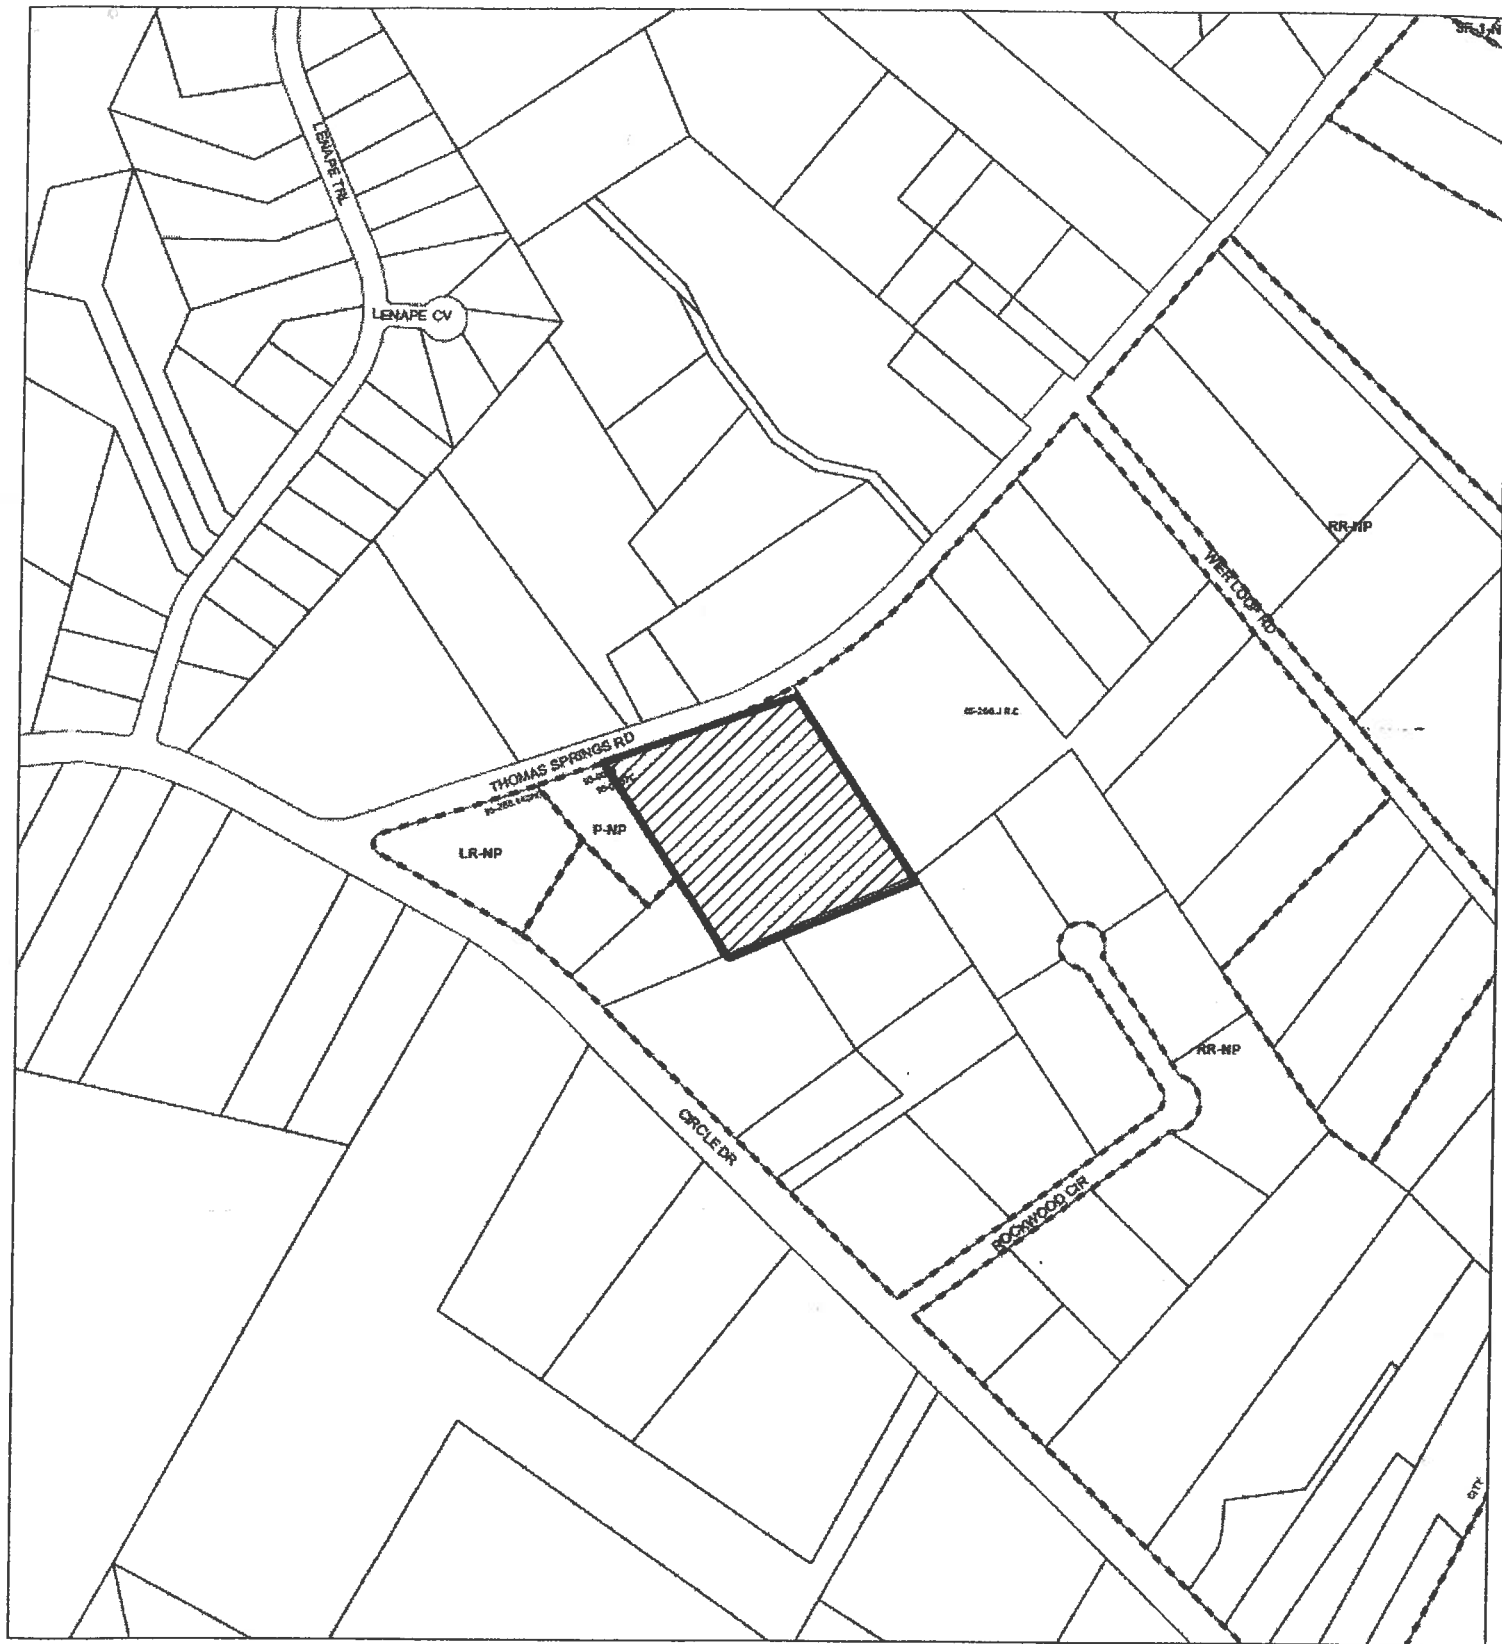 LENAPE TRL
LENAPE CV
RR-NP
WIER LOOP RD
THOMAS SPRINGS RD
P-NP
LR-NP
RR-NP
CIRCLE DR
ROCKWOOD CIR
CITY